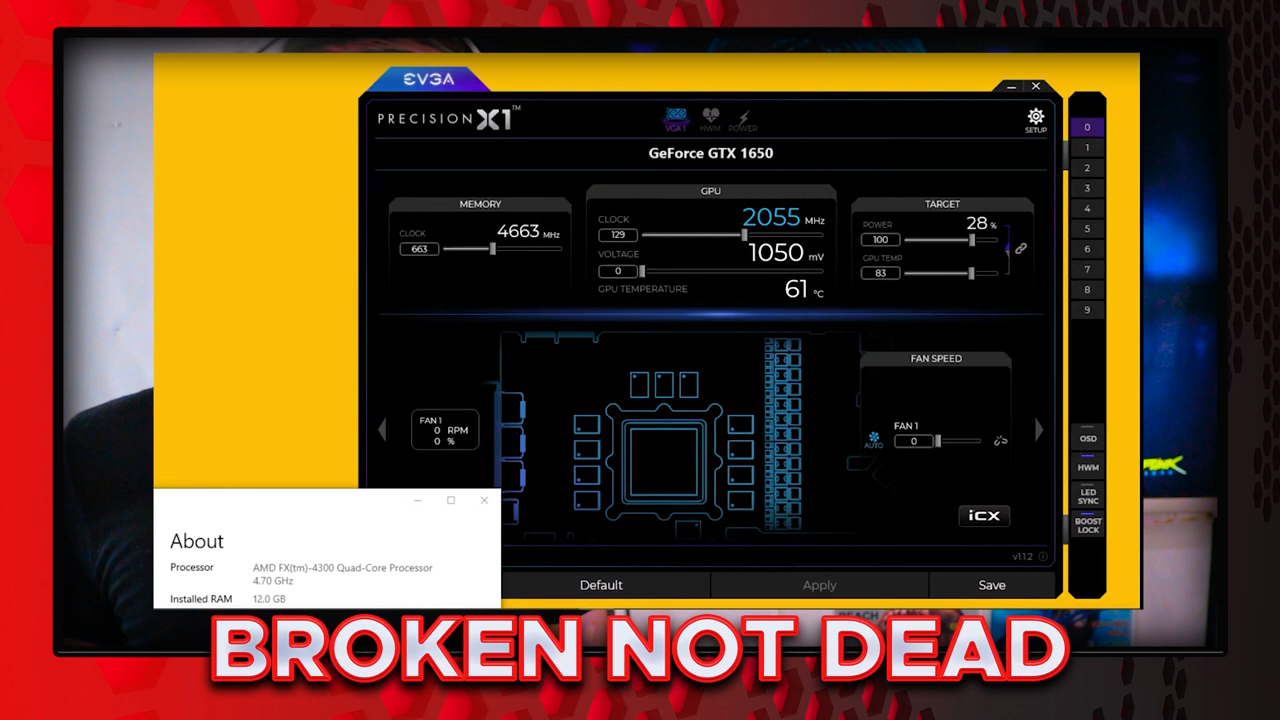 EVGA
PRECISION X1™
VGA1 HWM POWER
SETUP
GeForce GTX 1650
MEMORY
CLOCK
663
4663 MHz
GPU
CLOCK
129
2055 MHz
VOLTAGE
0
1050 mV
GPU TEMPERATURE
61 °C
TARGET
POWER
100
28 %
GPU TEMP
83
0
1
2
3
4
5
6
7
8
9
FAN 1
0 RPM
0 %
FAN SPEED
FAN 1
AUTO
0
iCX
OSD
HWM
LED
SYNC
BOOST
LOCK
v1.1.2
Default
Apply
Save
About
Processor AMD FX(tm)-4300 Quad-Core Processor
4.70 GHz
Installed RAM 12.0 GB
BROKEN NOT DEAD